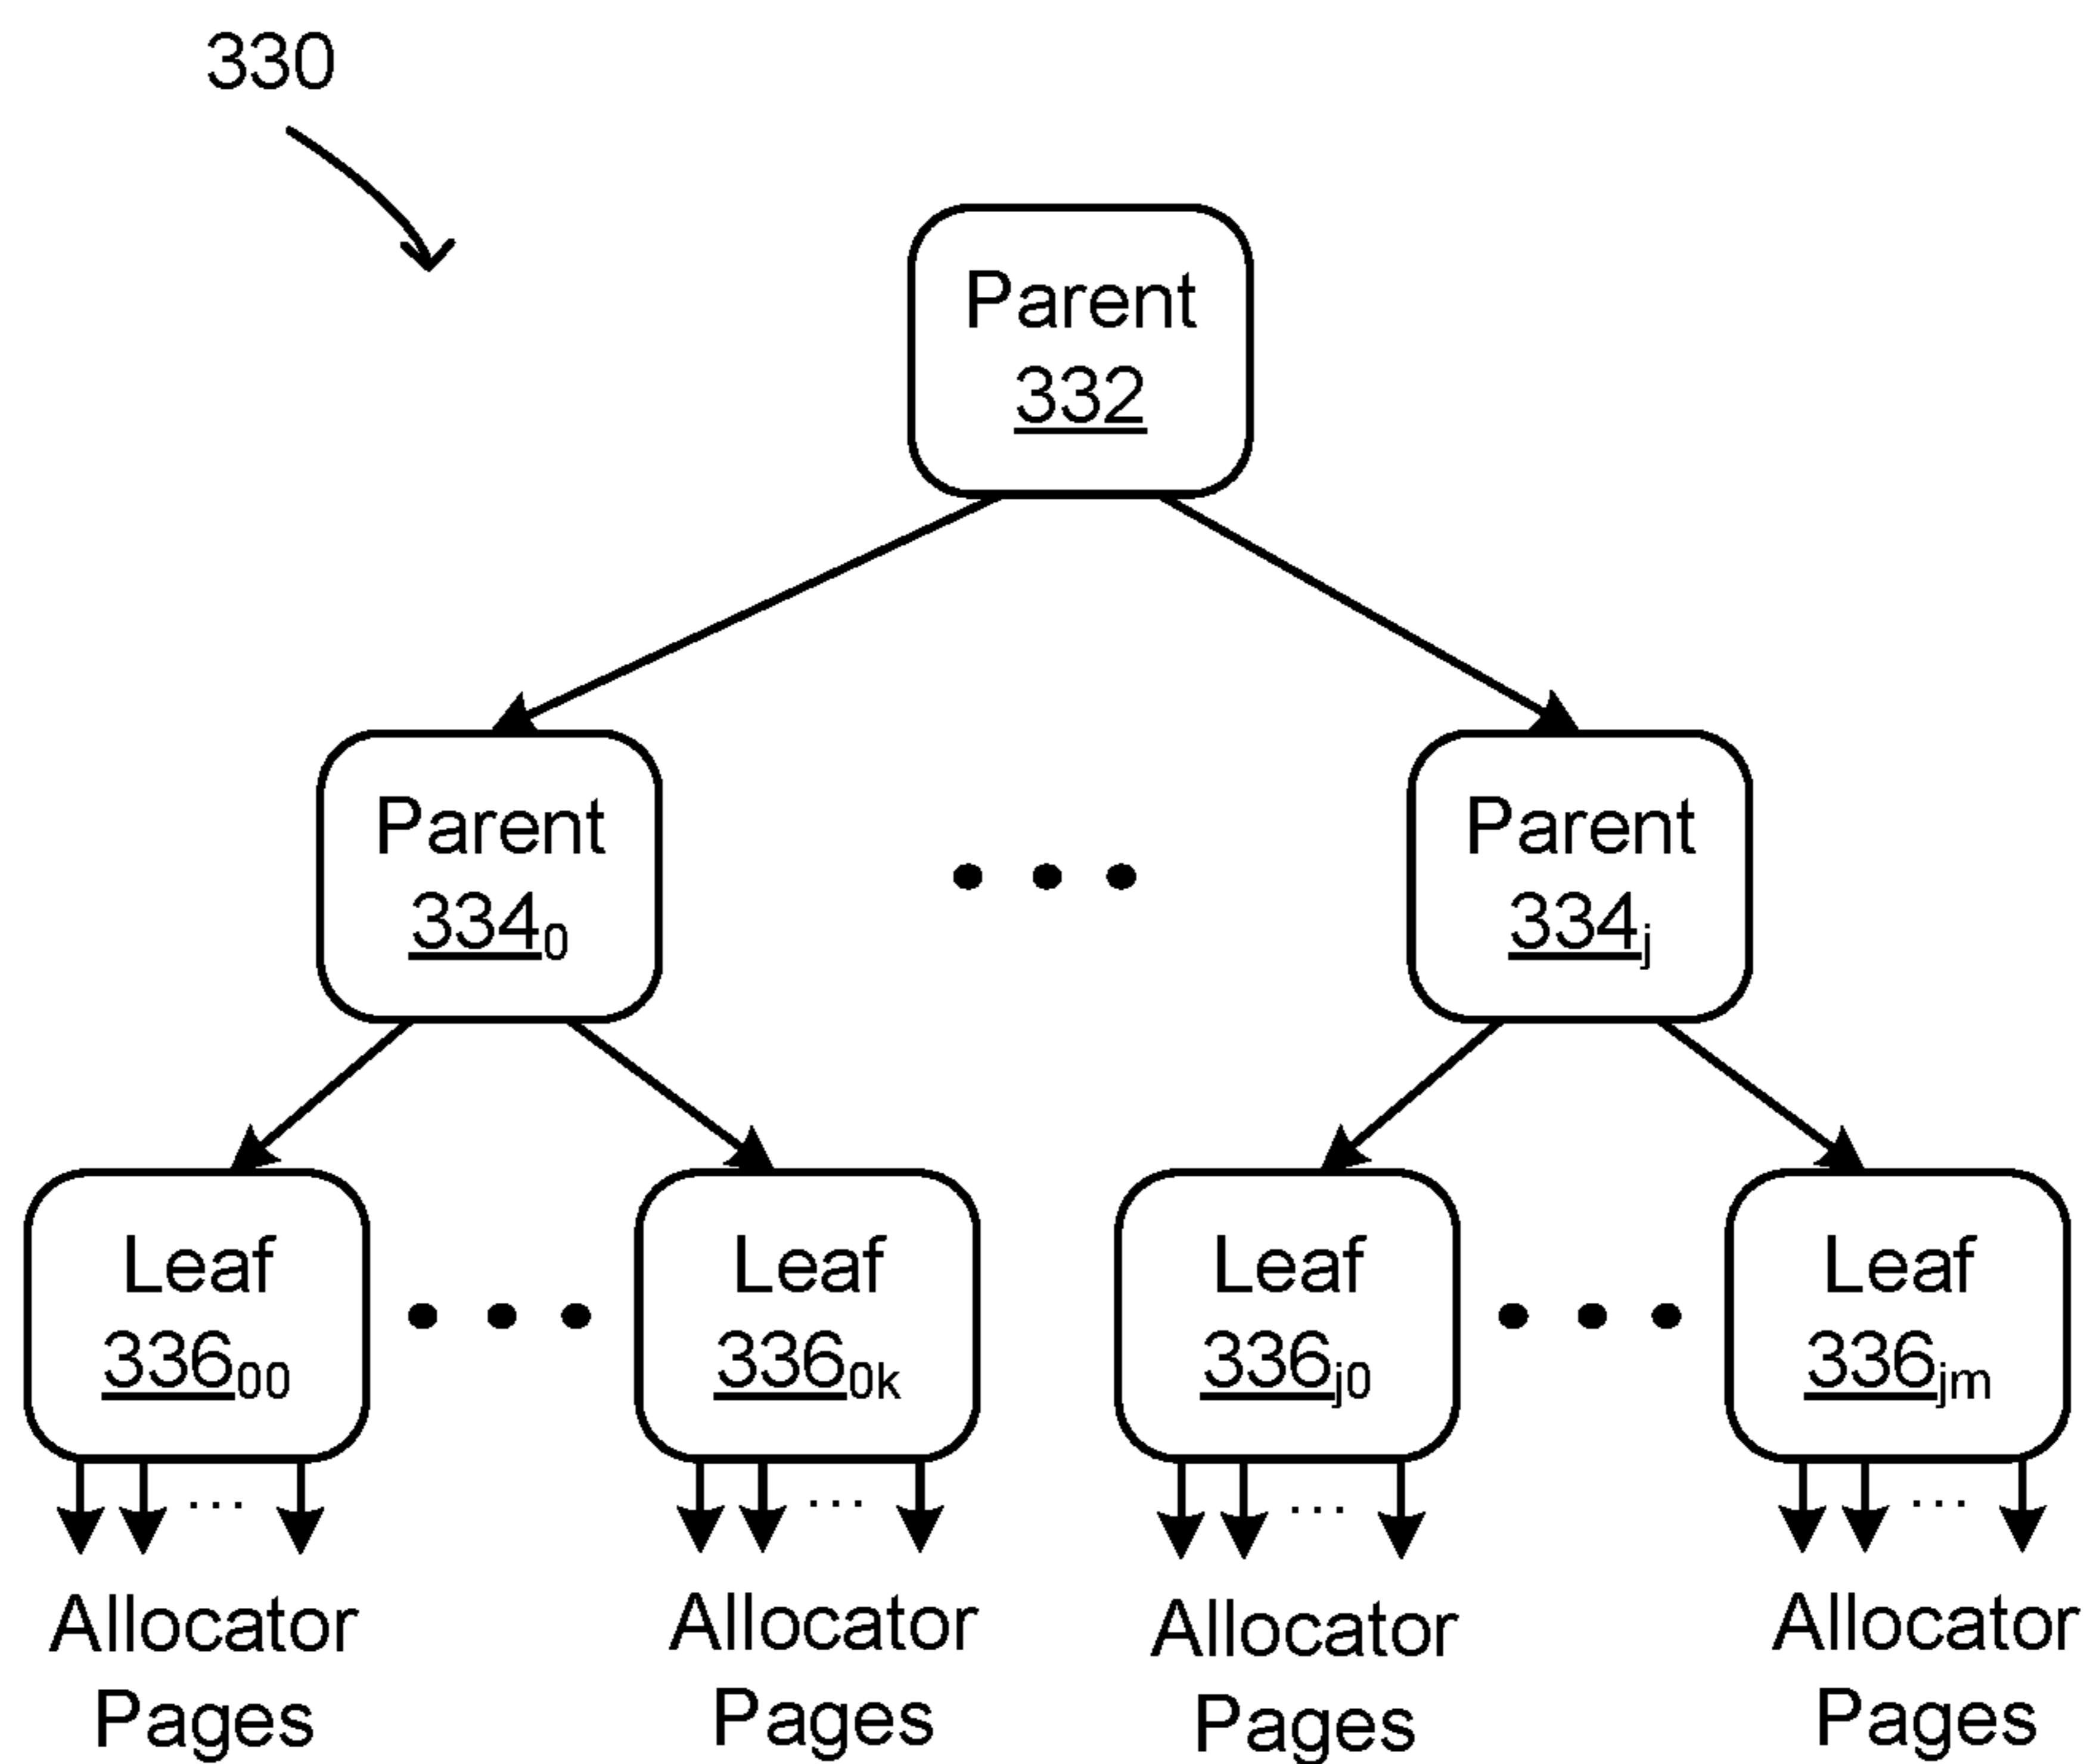 330
Parent
332
Parent
334₀
Parent
334ⱼ
Leaf
336₀₀
Leaf
336₀ₖ
Leaf
336ⱼ₀
Leaf
336ⱼₘ
...
...
...
...
Allocator
Pages
Allocator
Pages
Allocator
Pages
Allocator
Pages